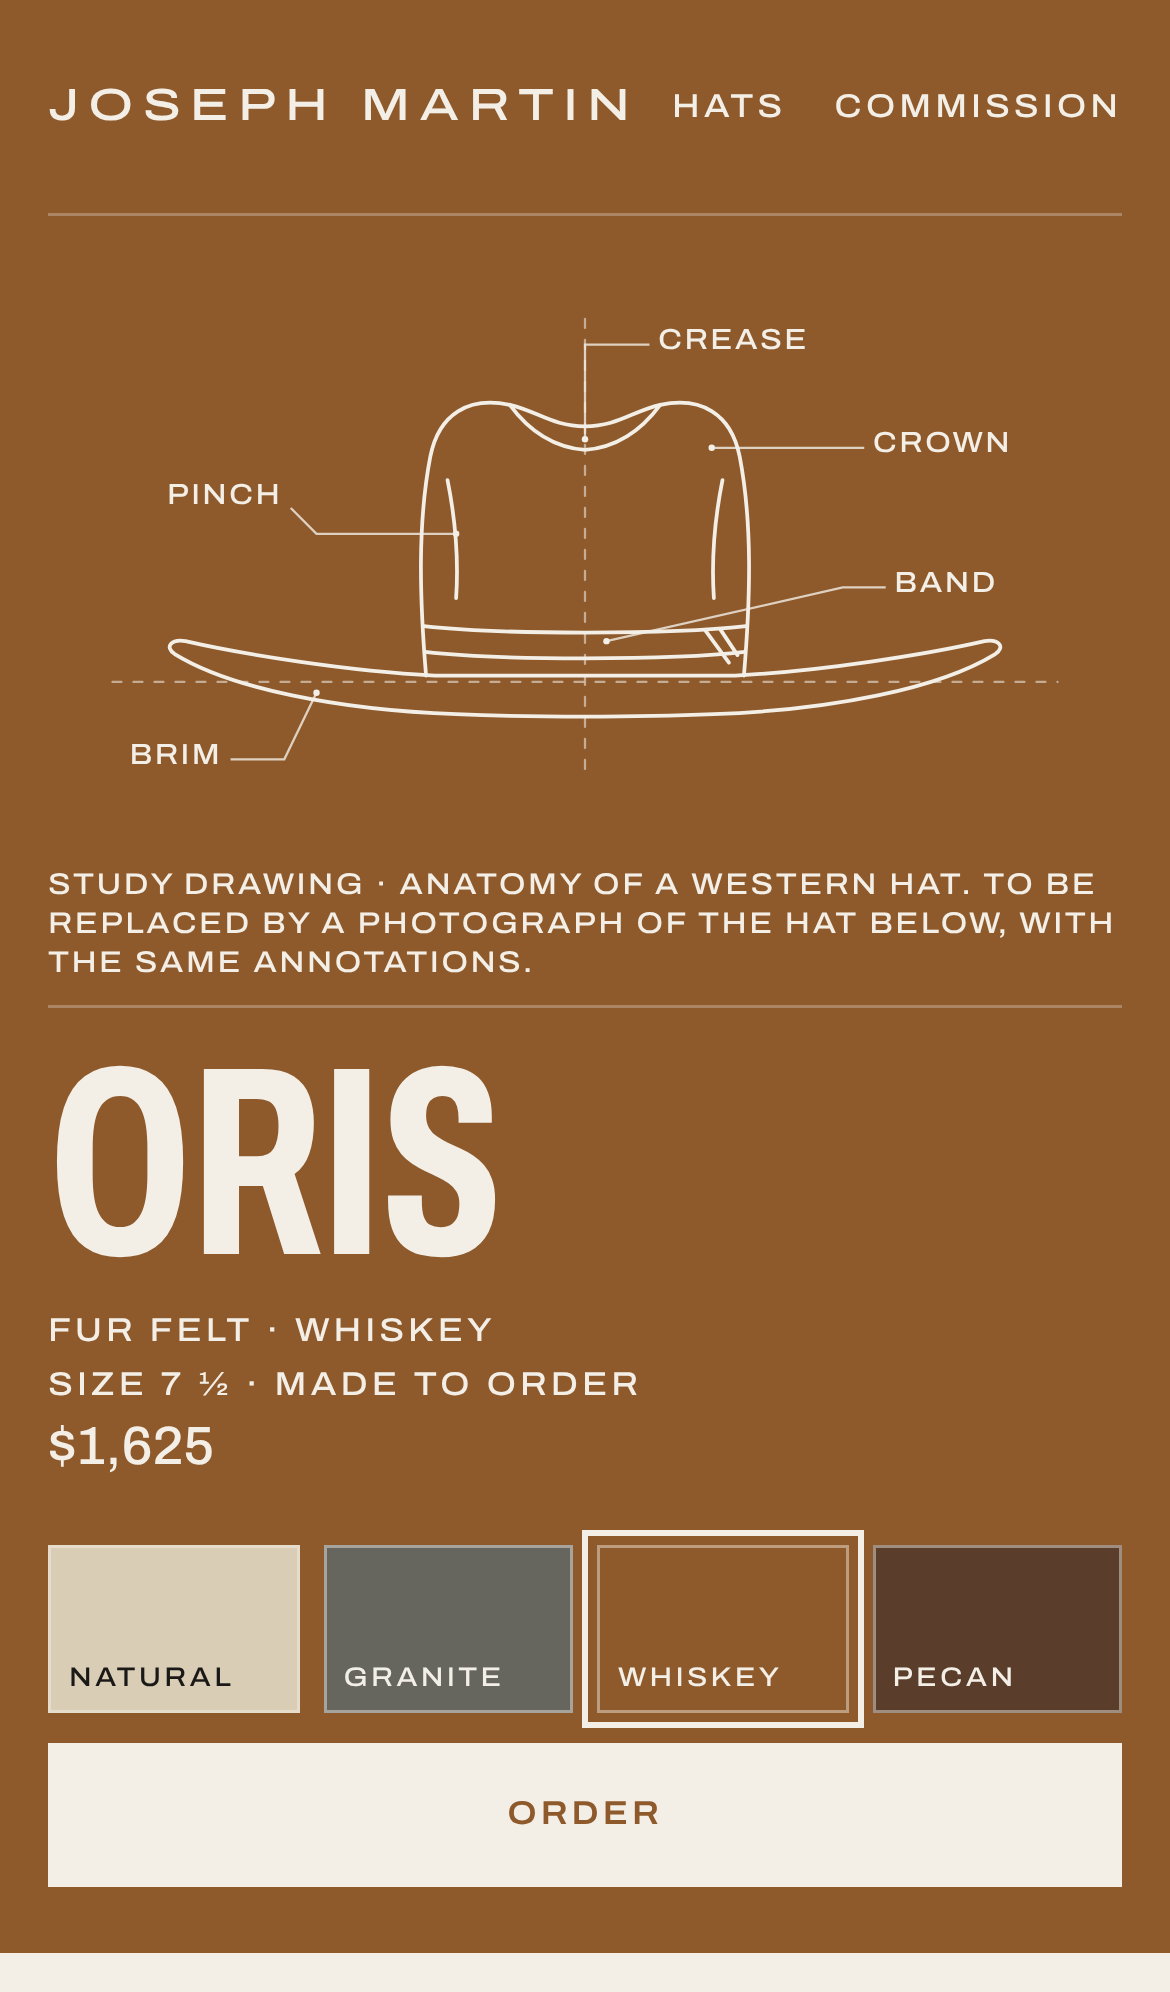 JOSEPH MARTIN HATS COMMISSION
CREASE
CROWN
PINCH
BAND
BRIM
STUDY DRAWING · ANATOMY OF A WESTERN HAT. TO BE
REPLACED BY A PHOTOGRAPH OF THE HAT BELOW, WITH
THE SAME ANNOTATIONS.
ORIS
FUR FELT · WHISKEY
SIZE 7 ½ · MADE TO ORDER
$1,625
NATURAL GRANITE WHISKEY PECAN
ORDER